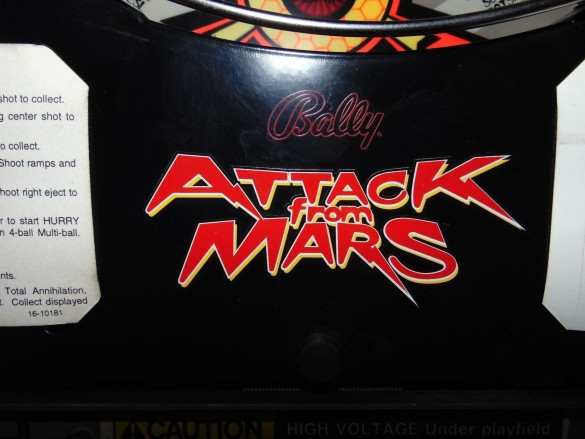 shot to collect.
g center shot to
o collect.
Shoot ramps and
hoot right eject to
r to start HURRY
n 4-ball Multi-ball.
nts.
Total Annihilation,
t. Collect displayed
16-10181
Bally
ATTACK
from
MARS
CAUTION HIGH VOLTAGE Under playfield